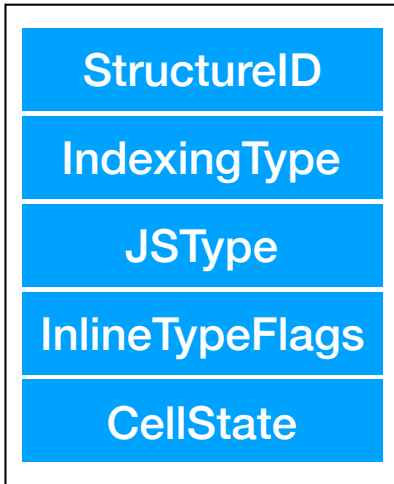 StructureID
IndexingType
JSType
InlineTypeFlags
CellState